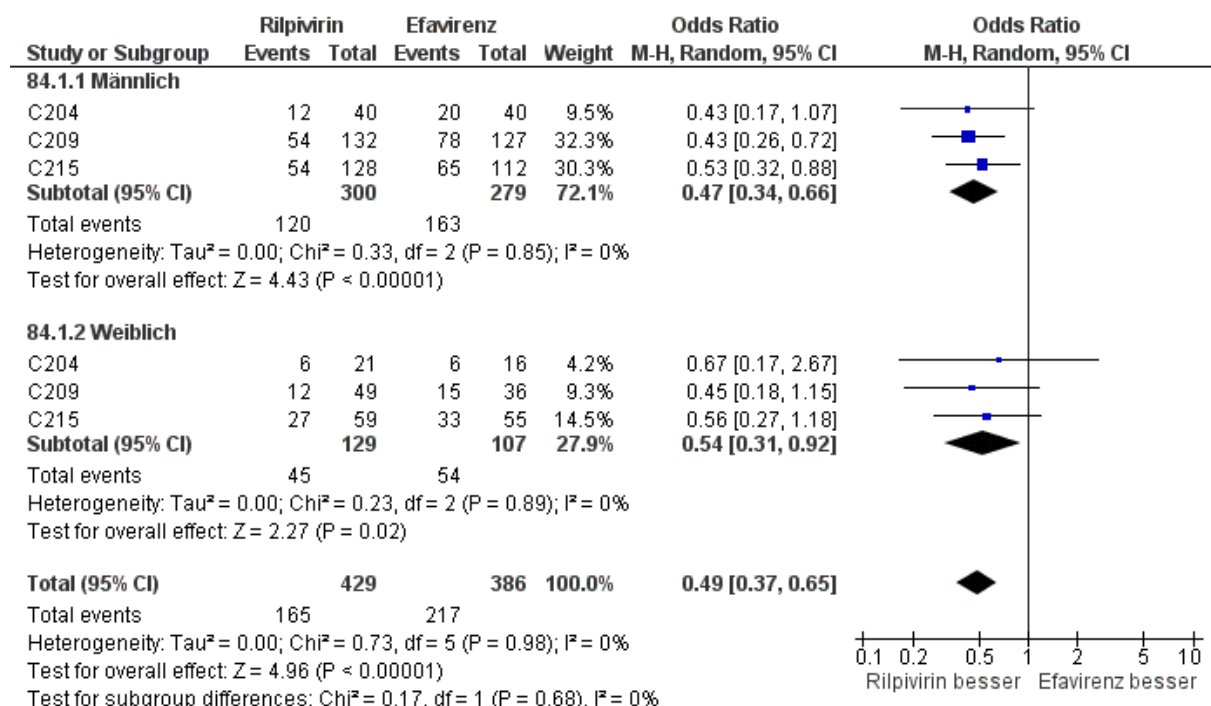 Rilpivirin Efavirenz Odds Ratio Odds Ratio
Study or Subgroup Events Total Events Total Weight M-H, Random, 95% CI M-H, Random, 95% CI
84.1.1 Männlich
C204 12 40 20 40 9.5% 0.43 [0.17, 1.07]
C209 54 132 78 127 32.3% 0.43 [0.26, 0.72]
C215 54 128 65 112 30.3% 0.53 [0.32, 0.88]
Subtotal (95% CI) 300 279 72.1% 0.47 [0.34, 0.66]
Total events 120 163
Heterogeneity: Tau² = 0.00; Chi² = 0.33, df = 2 (P = 0.85); I² = 0%
Test for overall effect: Z = 4.43 (P < 0.00001)
84.1.2 Weiblich
C204 6 21 6 16 4.2% 0.67 [0.17, 2.67]
C209 12 49 15 36 9.3% 0.45 [0.18, 1.15]
C215 27 59 33 55 14.5% 0.56 [0.27, 1.18]
Subtotal (95% CI) 129 107 27.9% 0.54 [0.31, 0.92]
Total events 45 54
Heterogeneity: Tau² = 0.00; Chi² = 0.23, df = 2 (P = 0.89); I² = 0%
Test for overall effect: Z = 2.27 (P = 0.02)
Total (95% CI) 429 386 100.0% 0.49 [0.37, 0.65]
Total events 165 217
Heterogeneity: Tau² = 0.00; Chi² = 0.73, df = 5 (P = 0.98); I² = 0%
Test for overall effect: Z = 4.96 (P < 0.00001)
Test for subgroup differences: Chi² = 0.17, df = 1 (P = 0.68), I² = 0%
0.1 0.2 0.5 1 2 5 10
Rilpivirin besser Efavirenz besser